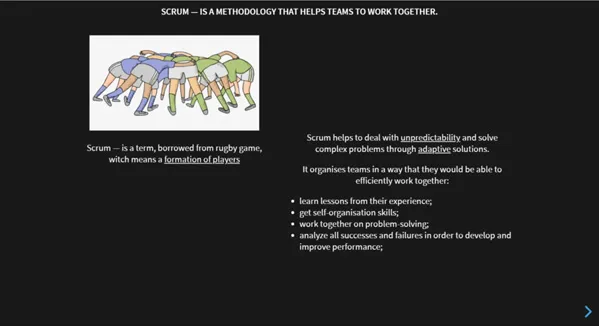 SCRUM — IS A METHODOLOGY THAT HELPS TEAMS TO WORK TOGETHER.
Scrum — is a term, borrowed from rugby game,
witch means a formation of players
Scrum helps to deal with unpredictability and solve
complex problems through adaptive solutions.
It organises teams in a way that they would be able to
efficiently work together:
• learn lessons from their experience;
• get self-organisation skills;
• work together on problem-solving;
• analyze all successes and failures in order to develop and
improve performance;